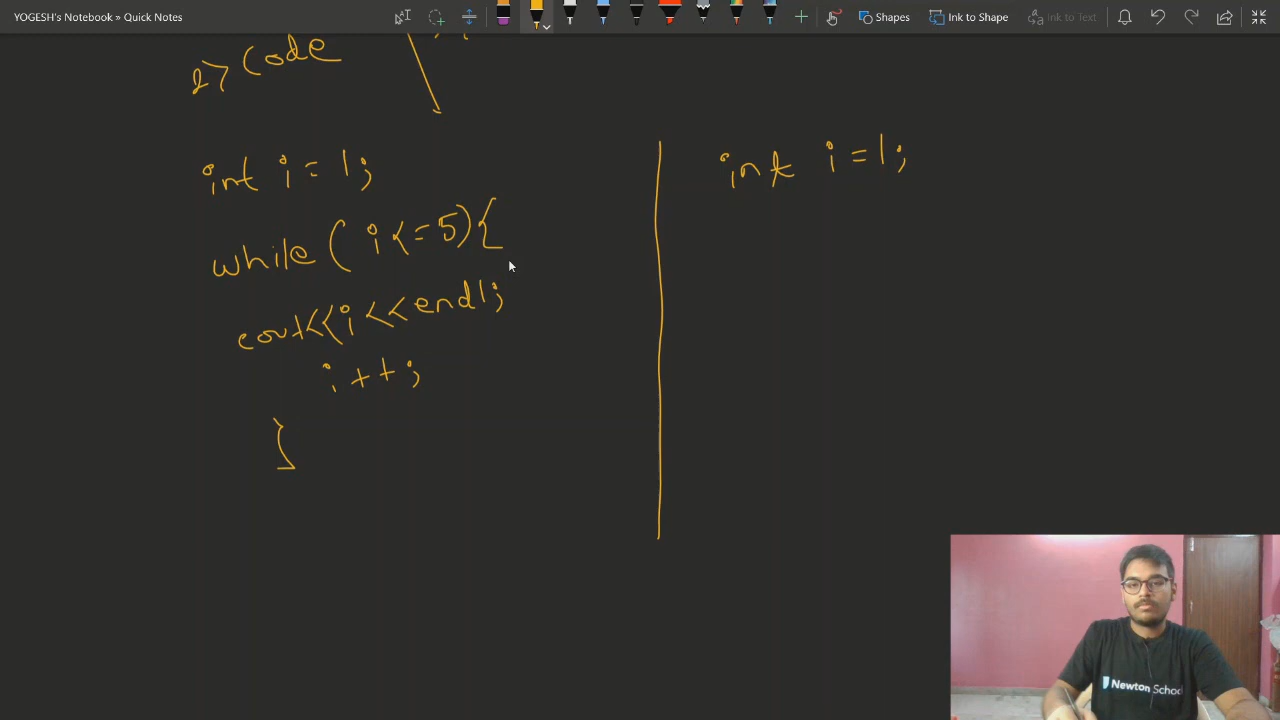 YOGESH's Notebook » Quick Notes
Shapes
Ink to Shape
Ink to Text
2> Code
int i = 1;
while ( i <= 5) {
cout<<i<<endl;
i++;
}
int i = 1;
Newton School